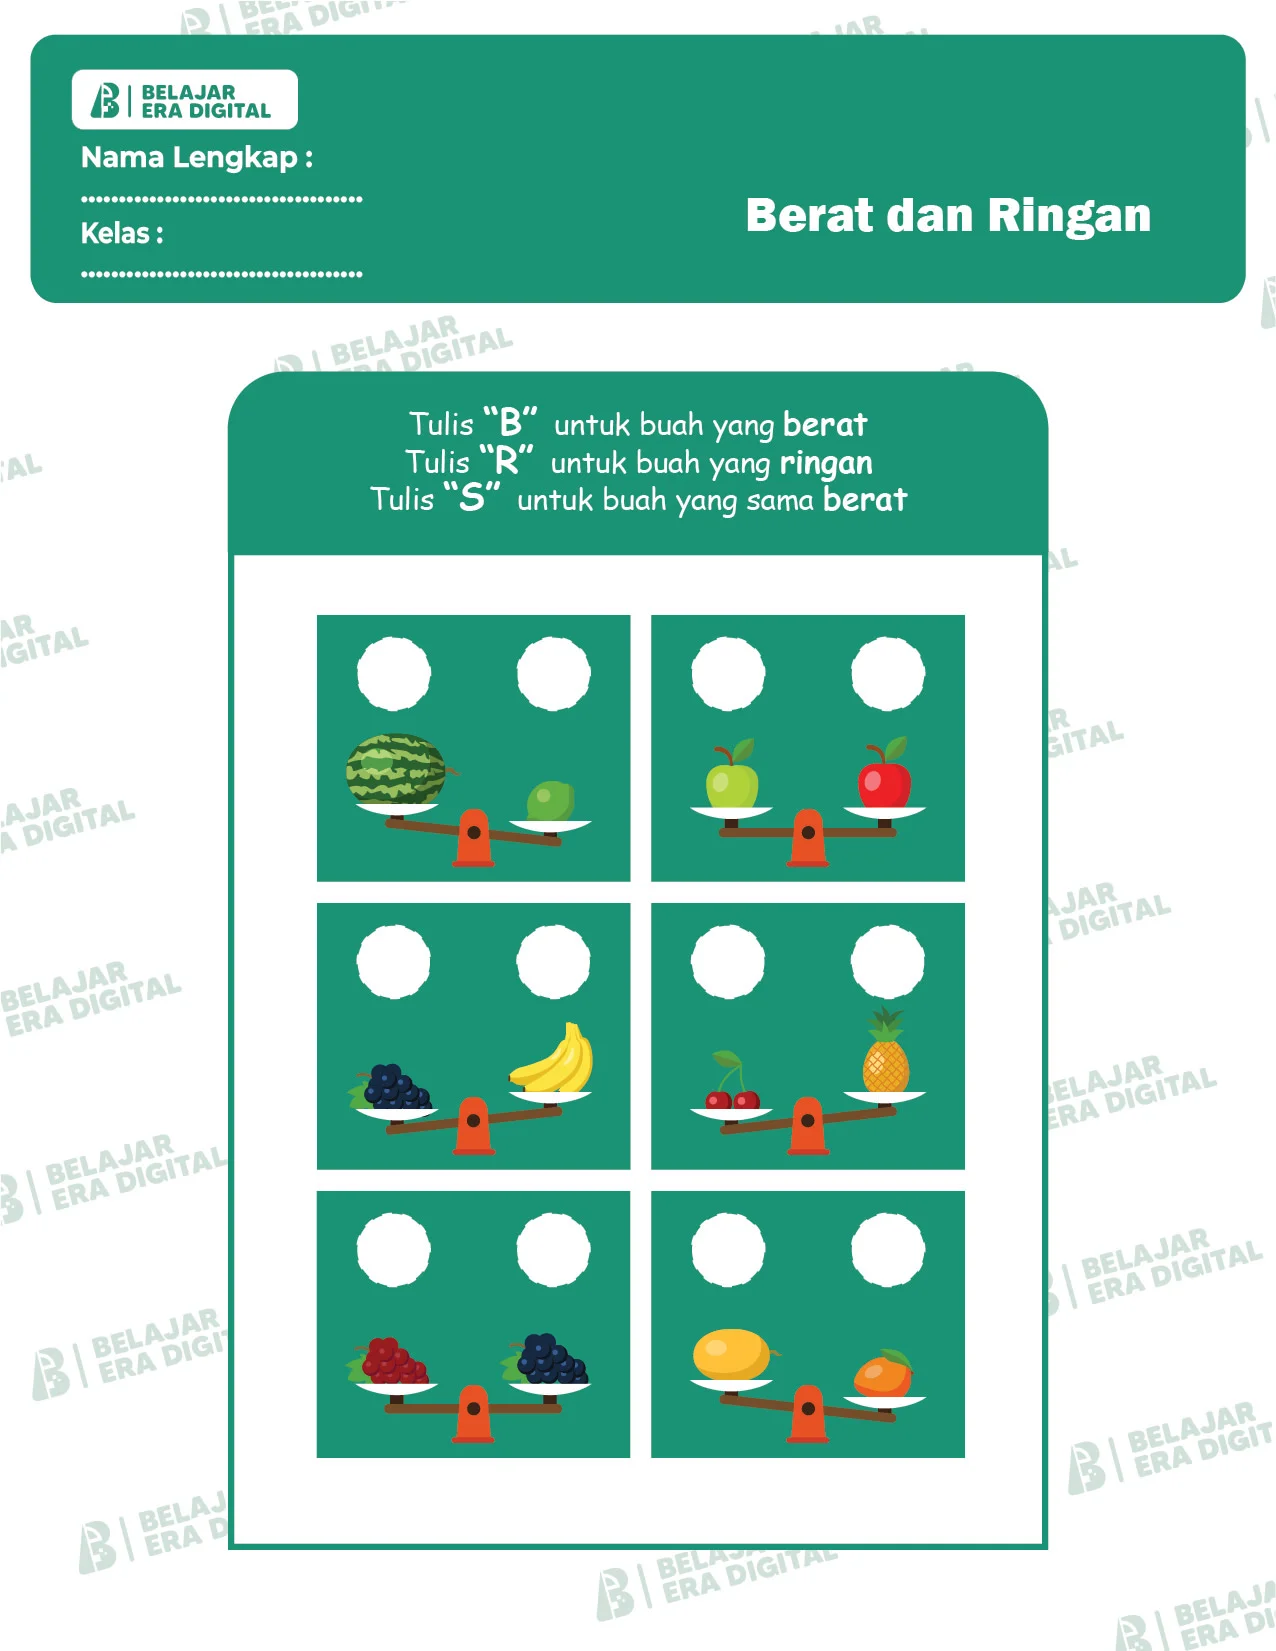 BELAJAR
ERA DIGITAL
Nama Lengkap :
.....................................
Kelas :
.....................................
Berat dan Ringan
Tulis “B” untuk buah yang berat
Tulis “R” untuk buah yang ringan
Tulis “S” untuk buah yang sama berat